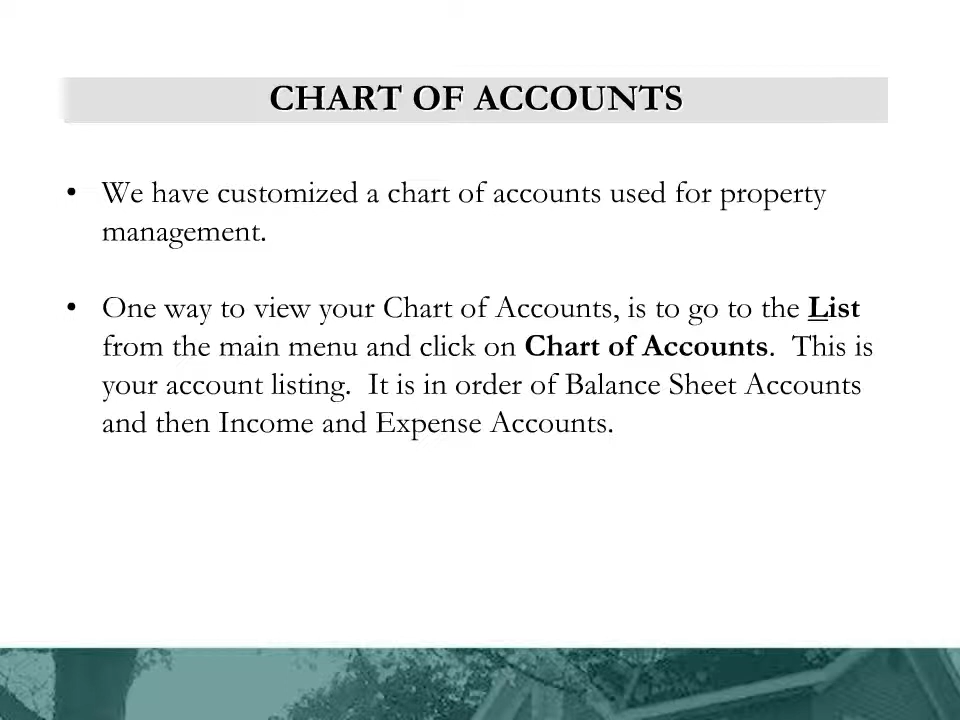 CHART OF ACCOUNTS
• We have customized a chart of accounts used for property
management.
• One way to view your Chart of Accounts, is to go to the List
from the main menu and click on Chart of Accounts.  This is
your account listing.  It is in order of Balance Sheet Accounts
and then Income and Expense Accounts.